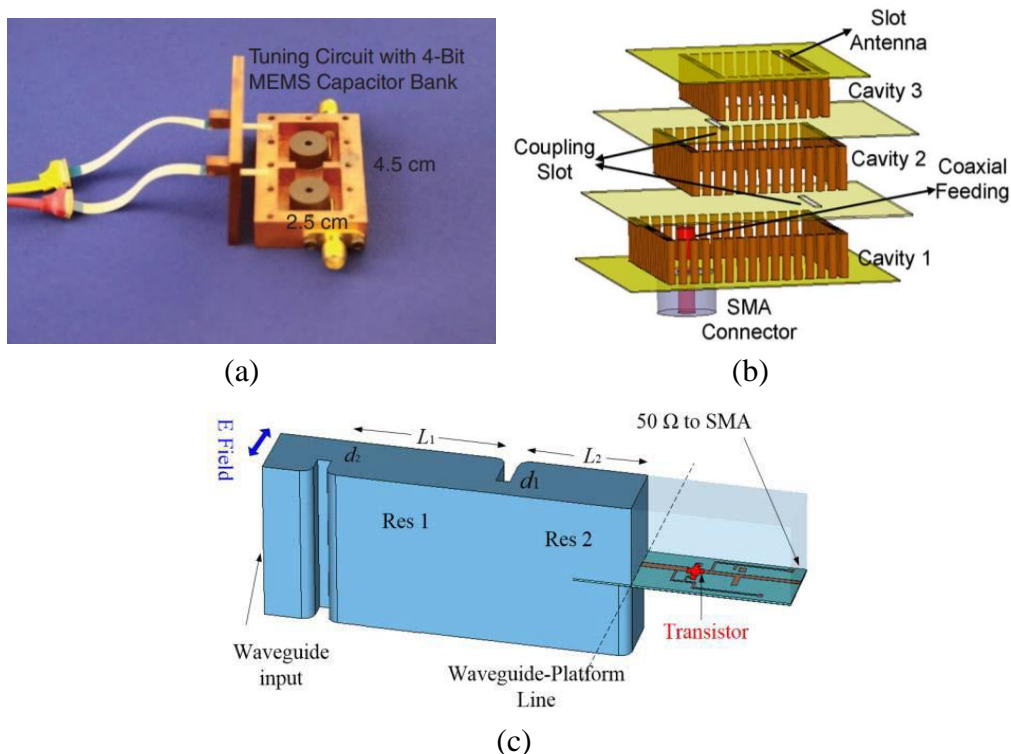 Tuning Circuit with 4-Bit
MEMS Capacitor Bank
4.5 cm
2.5 cm
(a)
Slot
Antenna
Cavity 3
Coupling
Slot
Cavity 2
Coaxial
Feeding
Cavity 1
SMA
Connector
(b)
E Field
L1
L2
50 Ω to SMA
d2
d1
Res 1
Res 2
Waveguide
input
Transistor
Waveguide-Platform
Line
(c)